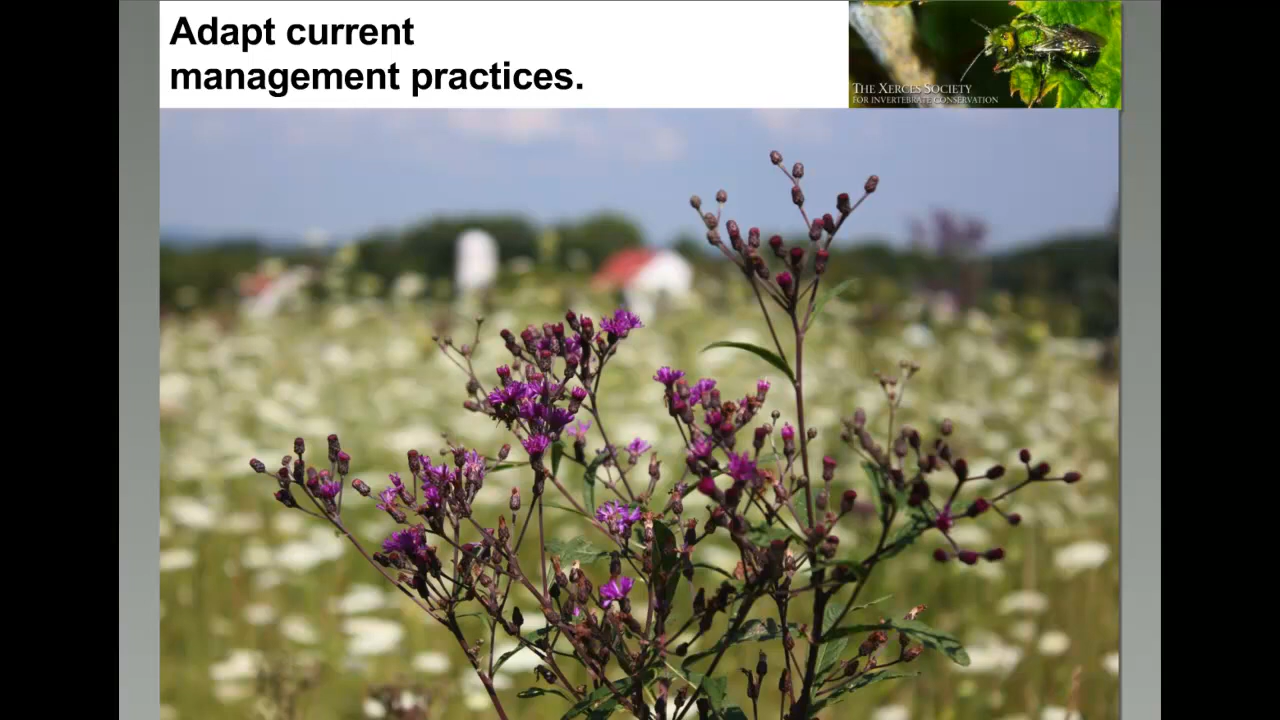 Adapt current
management practices.
THE XERCES SOCIETY
FOR INVERTEBRATE CONSERVATION